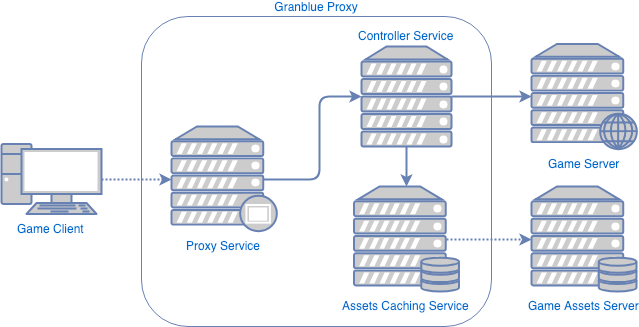 Granblue Proxy
Controller Service
Game Server
Game Client
Proxy Service
Assets Caching Service
Game Assets Server